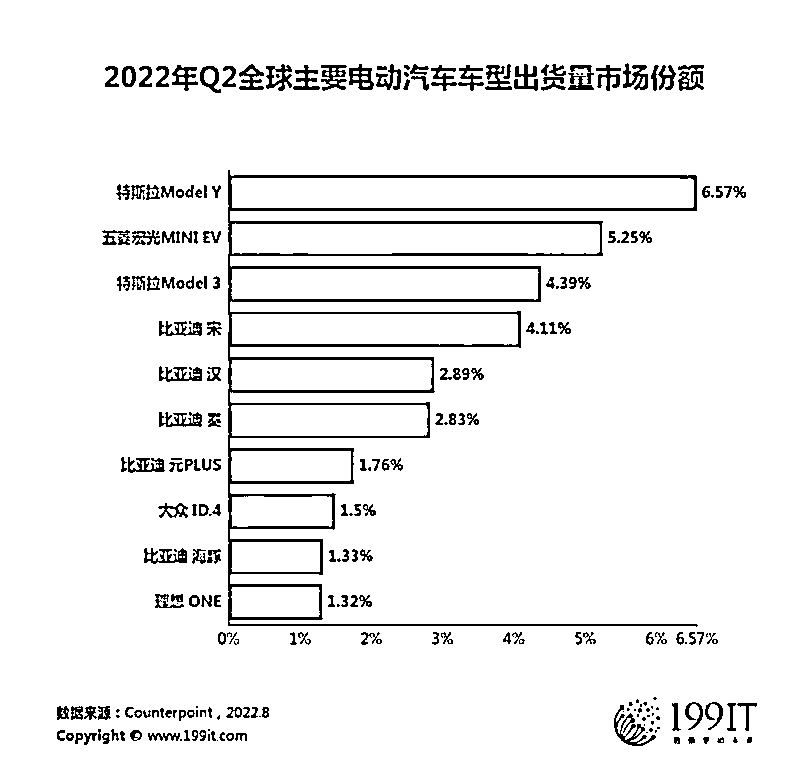 2022年Q2全球主要电动汽车车型出货量市场份额
特斯拉Model Y 6.57%
五菱宏光MINI EV 5.25%
特斯拉Model 3 4.39%
比亚迪 宋 4.11%
比亚迪 汉 2.89%
比亚迪 秦 2.83%
比亚迪 元PLUS 1.76%
大众 ID.4 1.5%
比亚迪 海豚 1.33%
理想 ONE 1.32%
0% 1% 2% 3% 4% 5% 6% 6.57%
数据来源：Counterpoint，2022.8
Copyright © www.199it.com
199IT